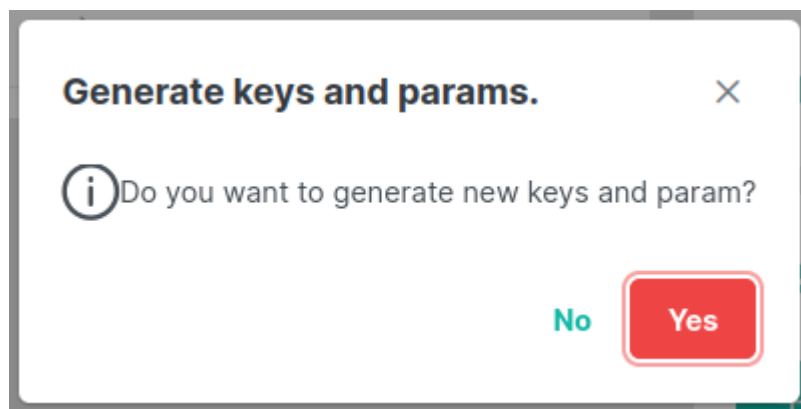 Generate keys and params.
Do you want to generate new keys and param?
No
Yes